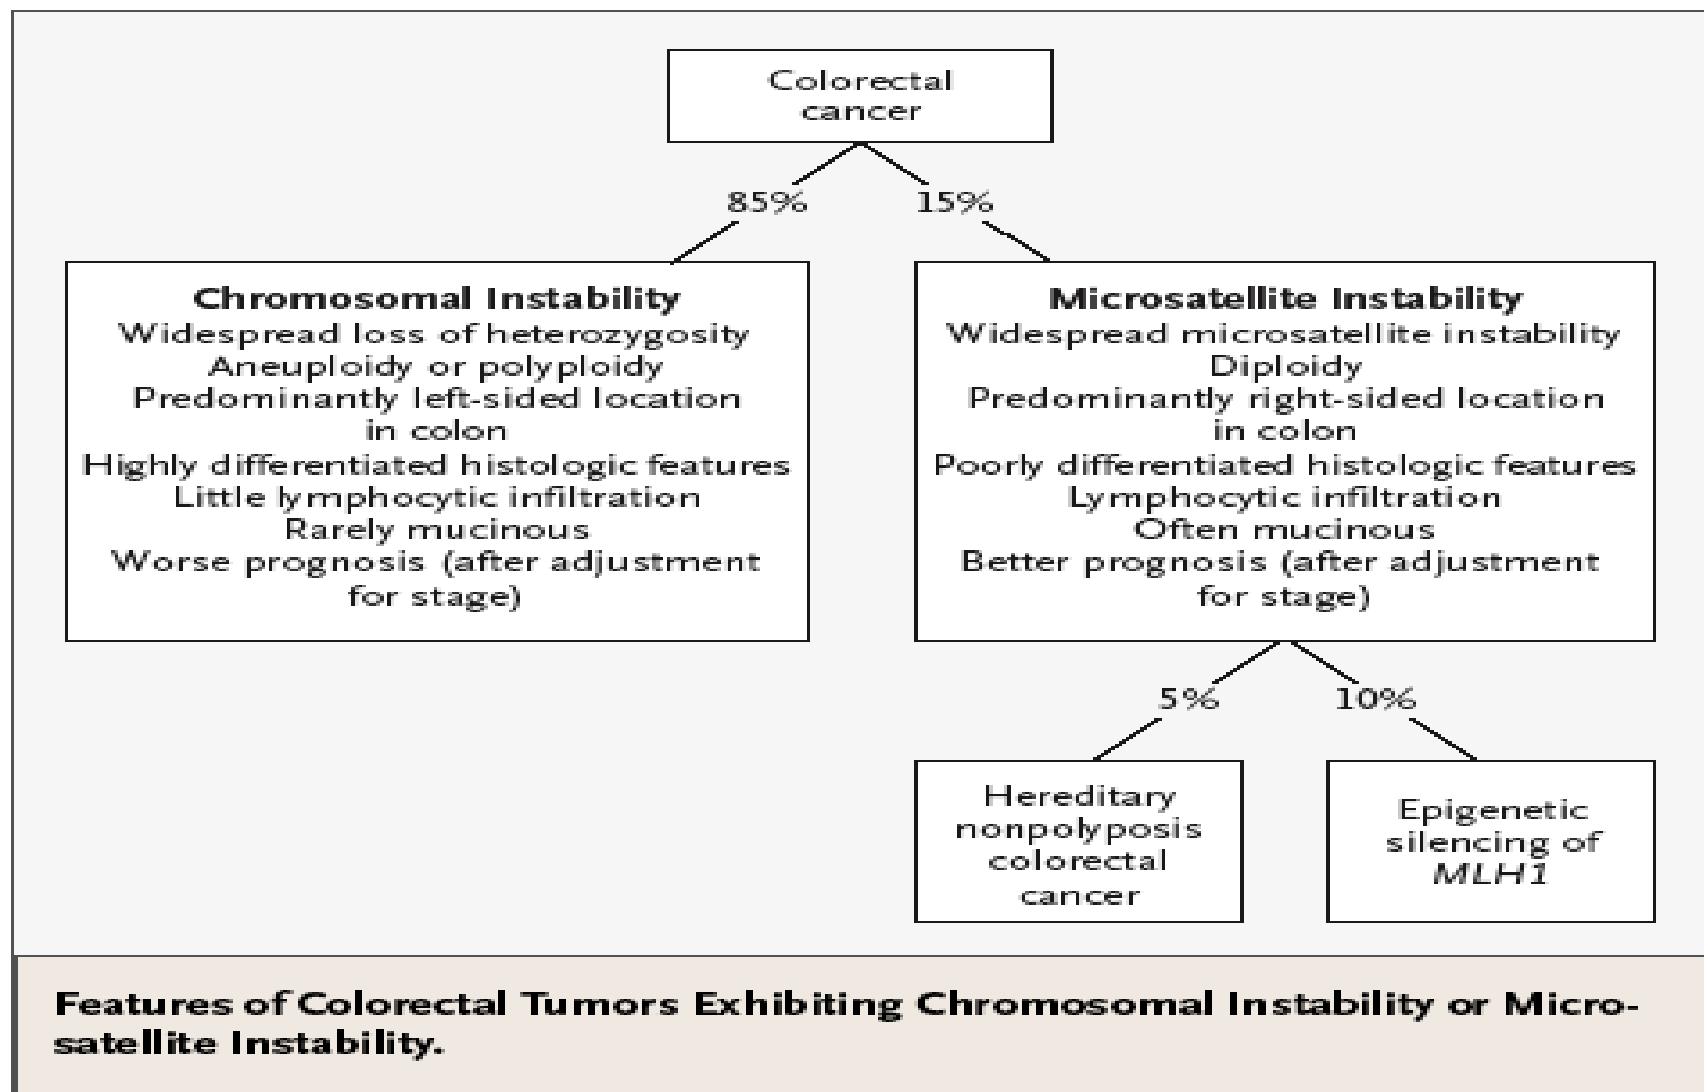 Colorectal
cancer
85%
15%
Chromosomal Instability
Widespread loss of heterozygosity
Aneuploidy or polyploidy
Predominantly left-sided location
in colon
Highly differentiated histologic features
Little lymphocytic infiltration
Rarely mucinous
Worse prognosis (after adjustment
for stage)
Microsatellite Instability
Widespread microsatellite instability
Diploidy
Predominantly right-sided location
in colon
Poorly differentiated histologic features
Lymphocytic infiltration
Often mucinous
Better prognosis (after adjustment
for stage)
5%
10%
Hereditary
nonpolyposis
colorectal
cancer
Epigenetic
silencing of
MLH1
Features of Colorectal Tumors Exhibiting Chromosomal Instability or Micro-
satellite Instability.